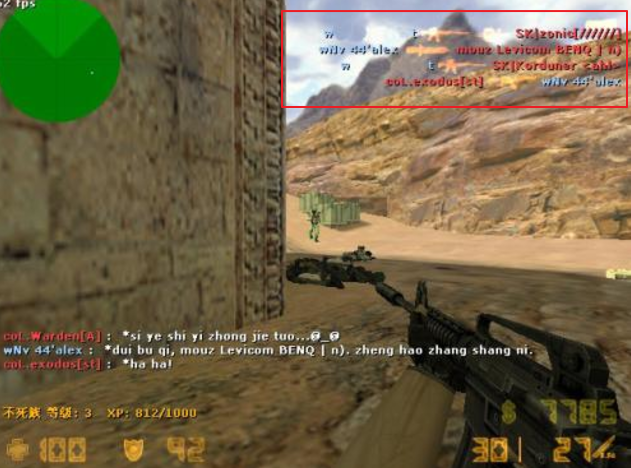 52 fps
w t SK|zonic[//////]
wNv 44'alex mouz Levicom BENQ [ n)
w t SK|Kordunar <abi>
coL.exodus[st] wNv 44'alex
coL.Warden[A] : *si ye shi yi zhong jie tuo...@_@
wNv 44'alex : *dui bu qi, mouz Levicom BENQ [ n). zheng hao zhang shang ni.
coL.exodus[st] : *ha ha!
不死族 等级: 3 XP: 812/1000
$ 7785
100 92 30| 27